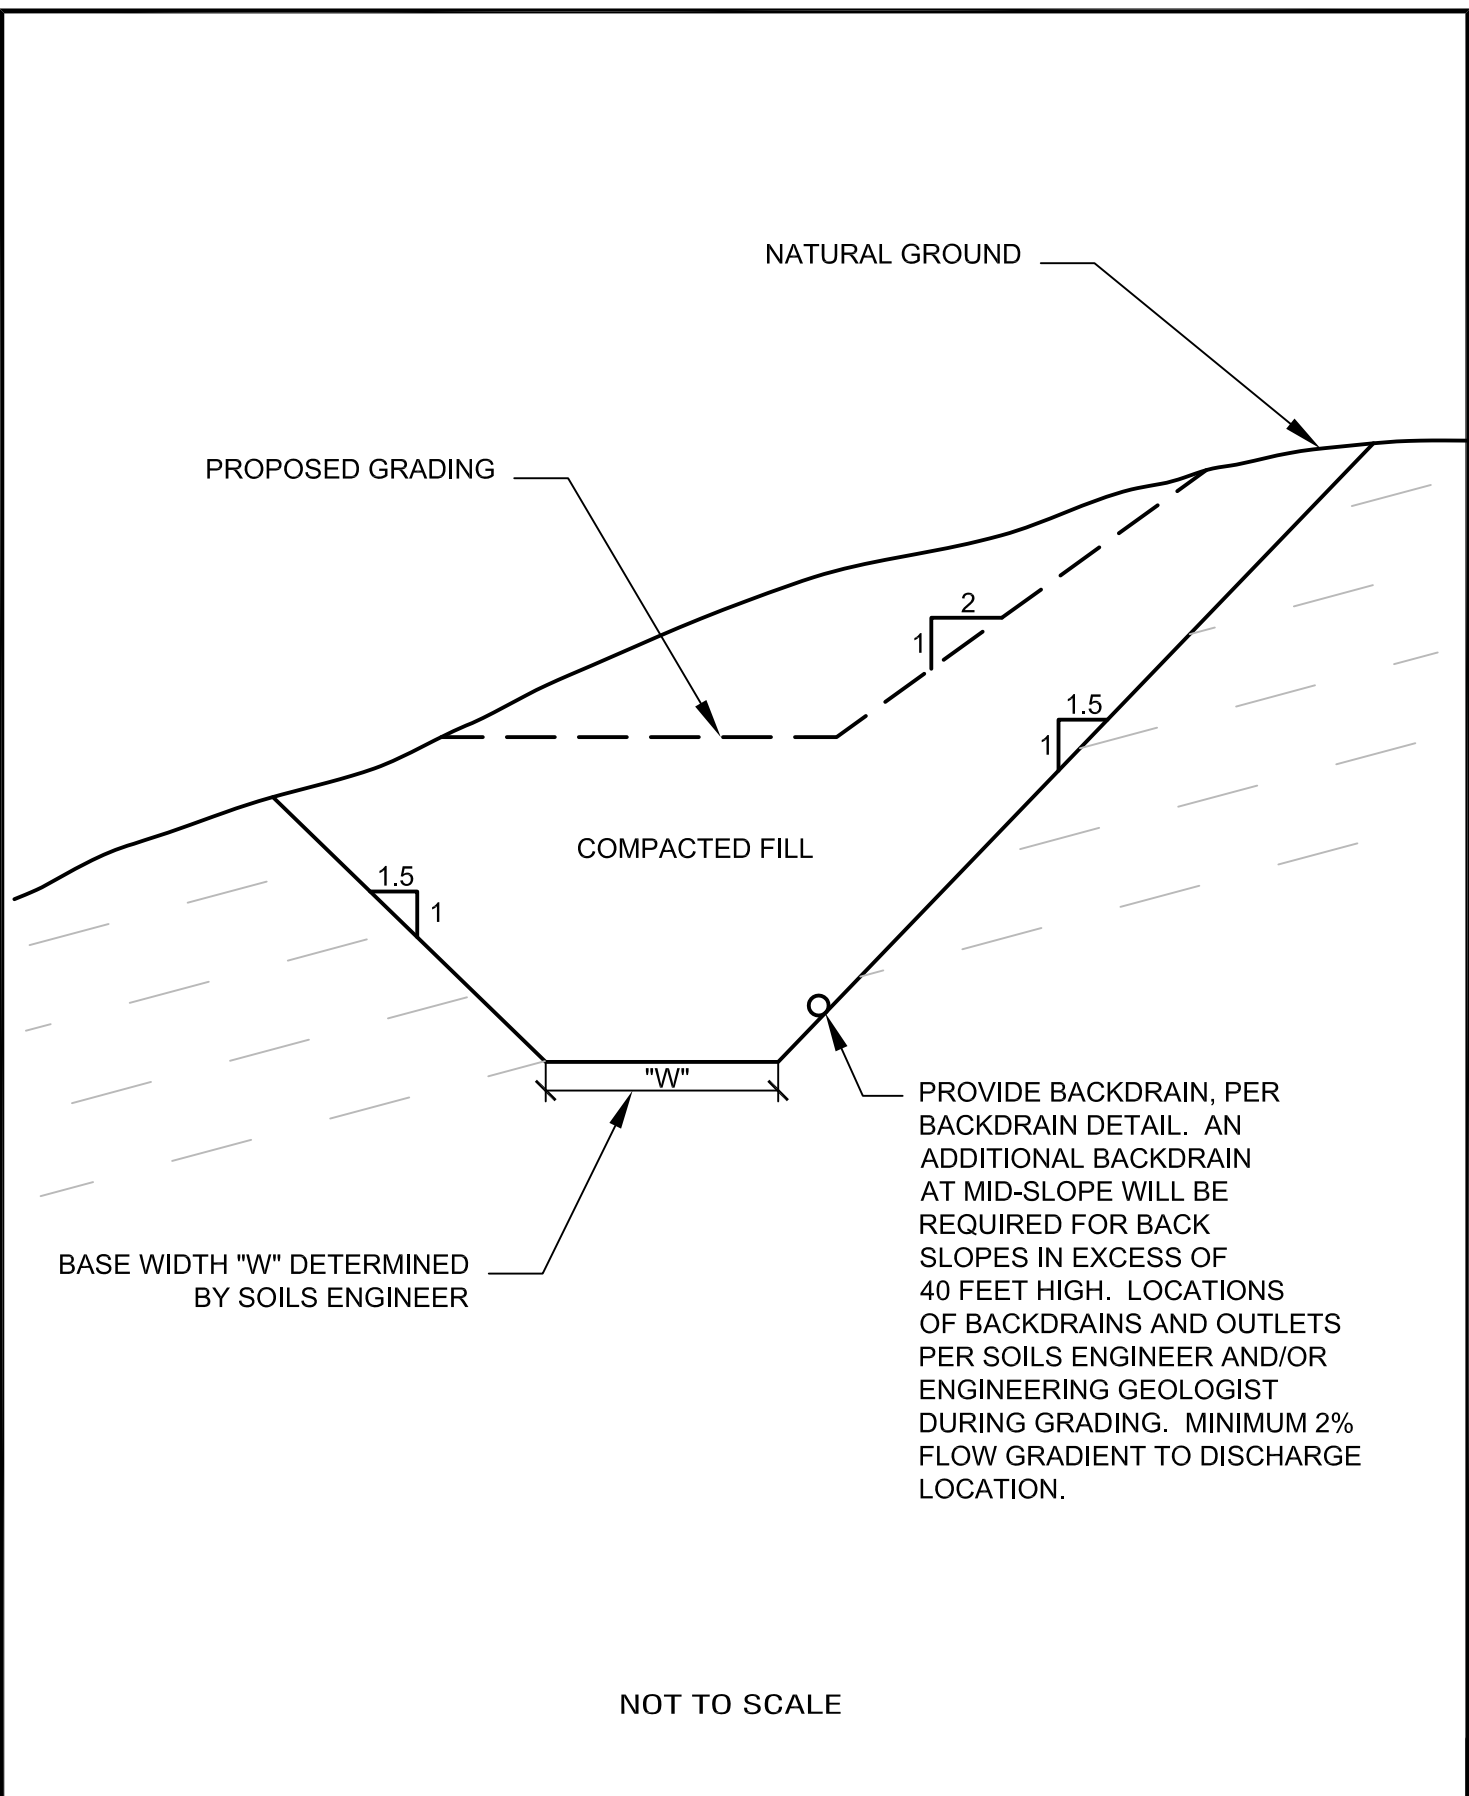 NATURAL GROUND
PROPOSED GRADING
2
1
1.5
1
COMPACTED FILL
1.5
1
"W"
PROVIDE BACKDRAIN, PER
BACKDRAIN DETAIL. AN
ADDITIONAL BACKDRAIN
AT MID-SLOPE WILL BE
REQUIRED FOR BACK
SLOPES IN EXCESS OF
40 FEET HIGH. LOCATIONS
OF BACKDRAINS AND OUTLETS
PER SOILS ENGINEER AND/OR
ENGINEERING GEOLOGIST
DURING GRADING. MINIMUM 2%
FLOW GRADIENT TO DISCHARGE
LOCATION.
BASE WIDTH "W" DETERMINED
BY SOILS ENGINEER
NOT TO SCALE